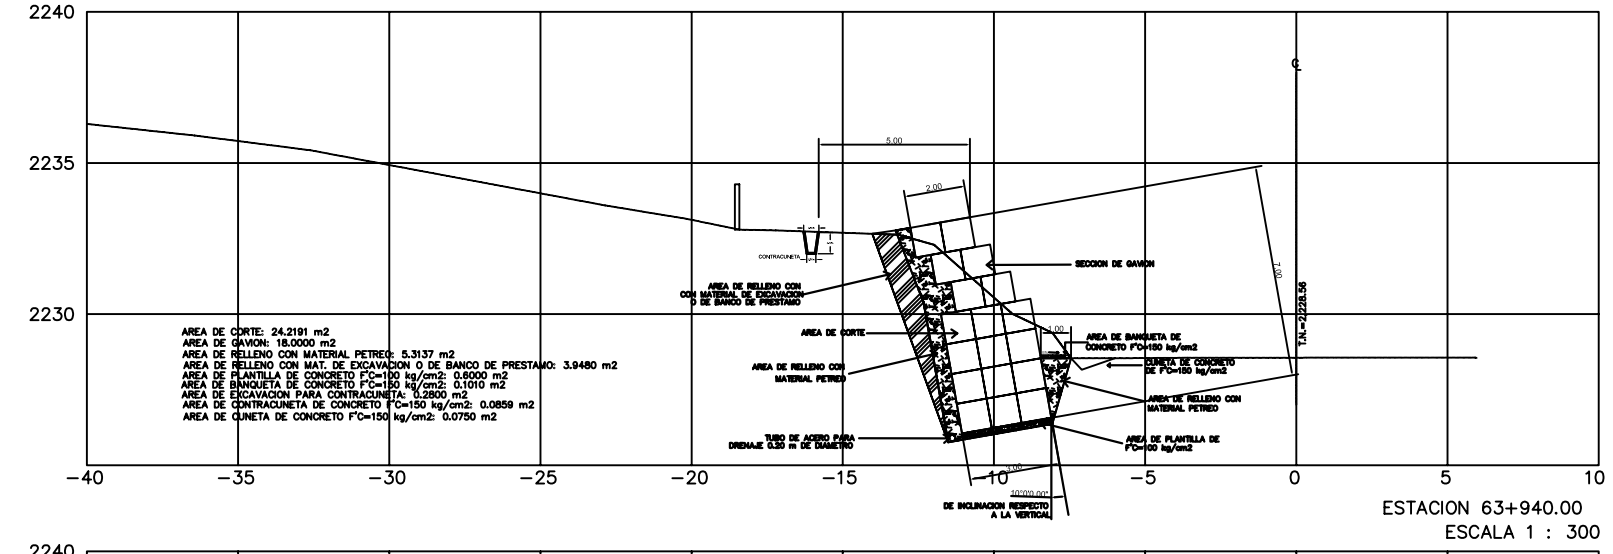 2240
℄
2235
5.00
2.00
CONTRACUNETA
SECCION DE GAVION
7.00
AREA DE RELLENO CON
CON MATERIAL DE EXCAVACION
O DE BANCO DE PRESTAMO
T.N.=2,228.56
2230
AREA DE CORTE: 24.2191 m2
AREA DE GAVION: 18.0000 m2
AREA DE RELLENO CON MATERIAL PETREO: 5.3137 m2
AREA DE RELLENO CON MAT. DE EXCAVACION O DE BANCO DE PRESTAMO: 3.9480 m2
AREA DE PLANTILLA DE CONCRETO F'C=100 kg/cm2: 0.6000 m2
AREA DE BANQUETA DE CONCRETO F'C=150 kg/cm2: 0.1010 m2
AREA DE EXCAVACION PARA CONTRACUNETA: 0.2800 m2
AREA DE CONTRACUNETA DE CONCRETO F'C=150 kg/cm2: 0.0859 m2
AREA DE CUNETA DE CONCRETO F'C=150 kg/cm2: 0.0750 m2
AREA DE CORTE
1.00
AREA DE BANQUETA DE
CONCRETO F'C=150 kg/cm2
AREA DE RELLENO CON
MATERIAL PETREO
CUNETA DE CONCRETO
DE F'C=150 kg/cm2
AREA DE RELLENO CON
MATERIAL PETREO
TUBO DE ACERO PARA
DRENAJE 0.20 m DE DIAMETRO
AREA DE PLANTILLA DE
F'C=100 kg/cm2
2225
3.00
-40 -35 -30 -25 -20 -15 -10 -5 0 5 10
10°0'0.00"
DE INCLINACION RESPECTO
A LA VERTICAL
ESTACION 63+940.00
ESCALA 1 : 300
2240